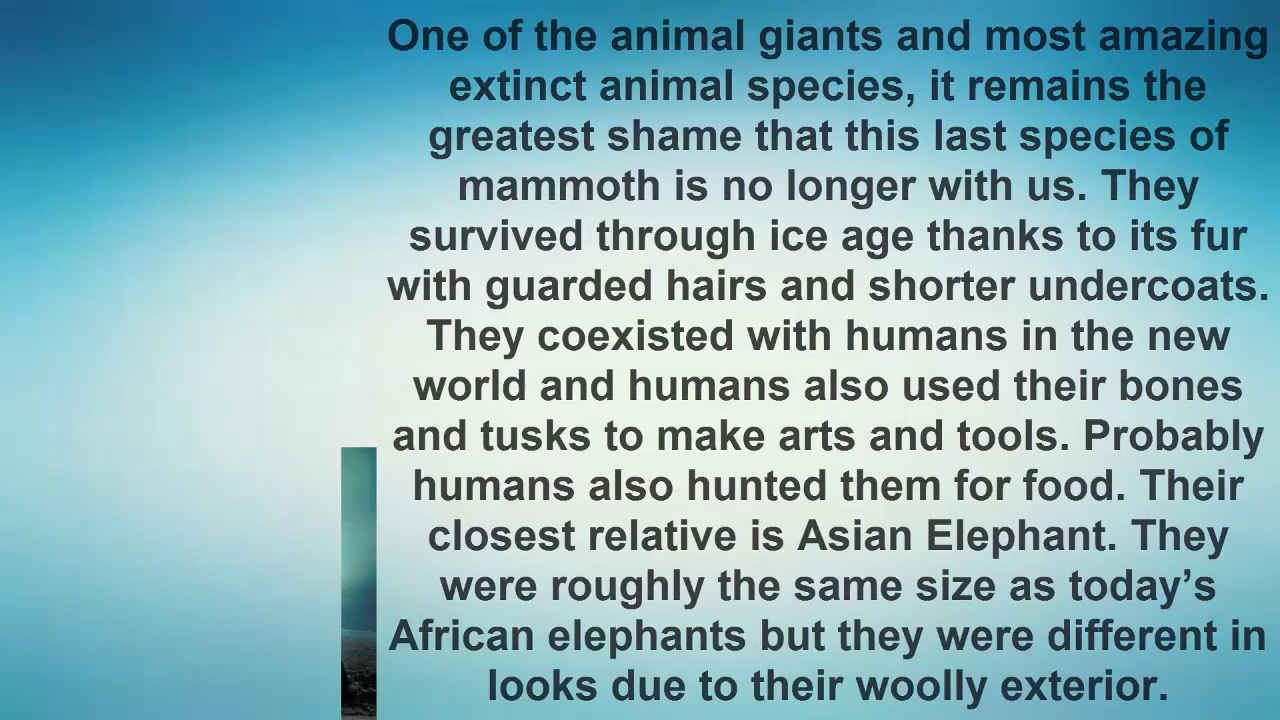 One of the animal giants and most amazing
extinct animal species, it remains the
greatest shame that this last species of
mammoth is no longer with us. They
survived through ice age thanks to its fur
with guarded hairs and shorter undercoats.
They coexisted with humans in the new
world and humans also used their bones
and tusks to make arts and tools. Probably
humans also hunted them for food. Their
closest relative is Asian Elephant. They
were roughly the same size as today’s
African elephants but they were different in
looks due to their woolly exterior.